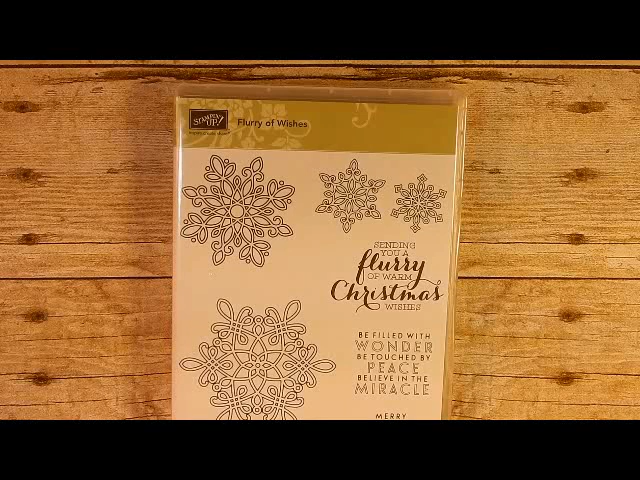 STAMPIN' UP!
Flurry of Wishes
SENDING
YOU A
flurry
OF WARM
Christmas
WISHES
BE FILLED WITH
WONDER
BE TOUCHED BY
PEACE
BELIEVE IN THE
MIRACLE
MERRY